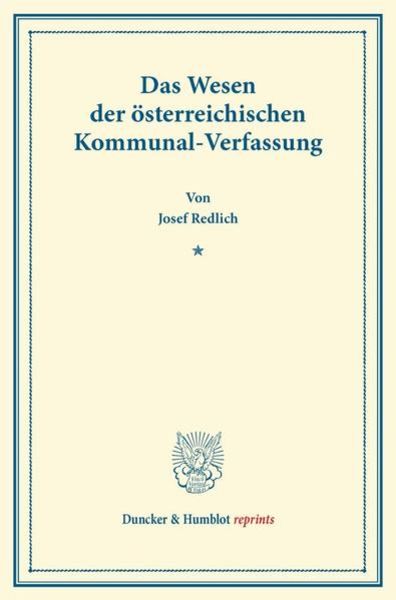 Das Wesen
der österreichischen
Kommunal-Verfassung
Von
Josef Redlich
Duncker & Humblot reprints